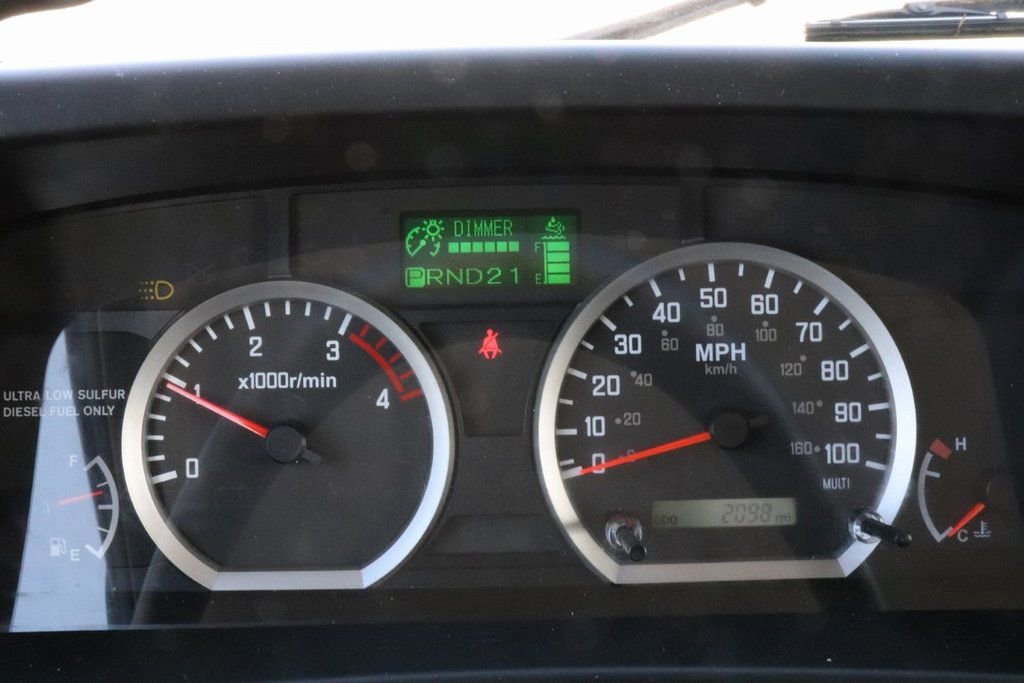 DIMMER
F
PRND21
E
2
3
x1000r/min
1
4
0
ULTRA LOW SULFUR
DIESEL FUEL ONLY
F
E
50
40
60
80
60
100
30
70
MPH
km/h
20
40
120
80
10
20
140
90
0
0
160
100
MULTI
ODO 2098 mi
H
C